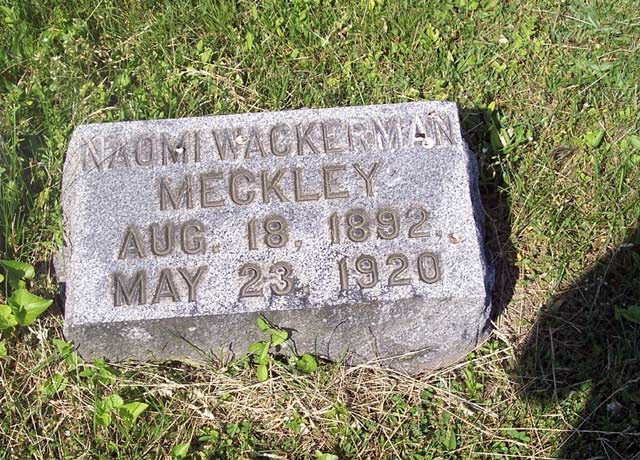 NAOMI WACKERMAN
MECKLEY
AUG. 18, 1892.
MAY 23, 1920